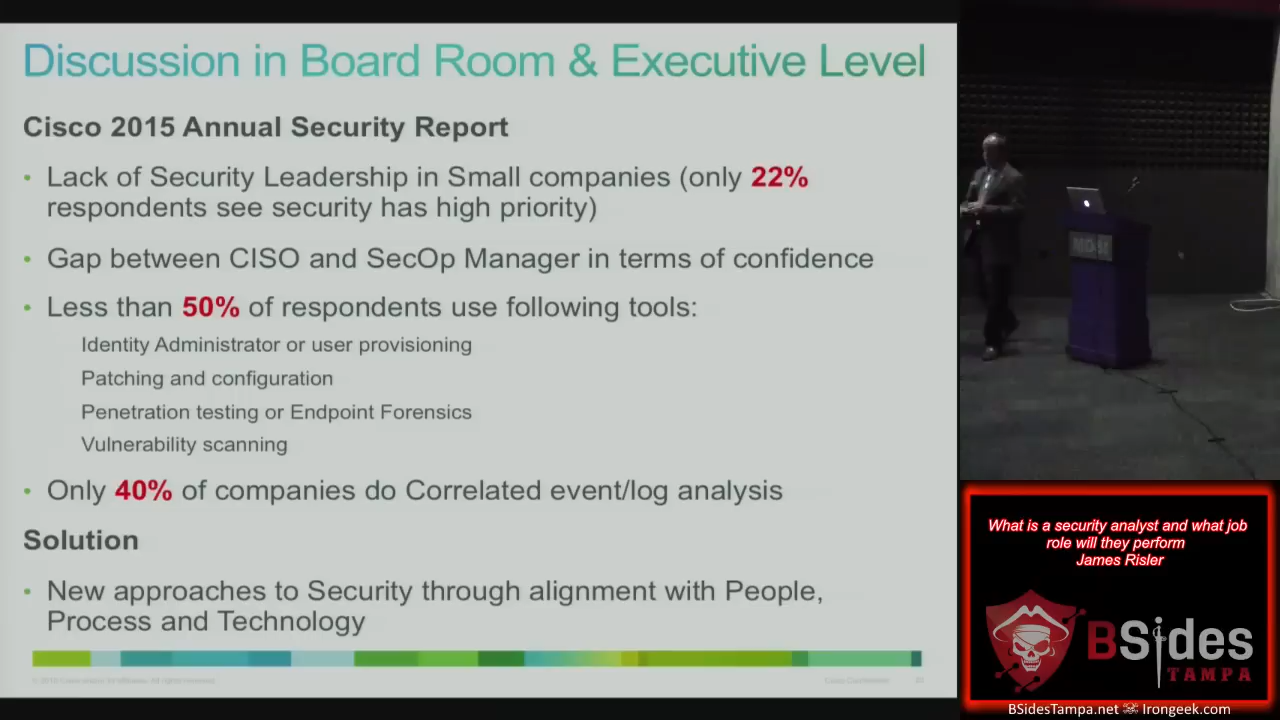 Discussion in Board Room & Executive Level
Cisco 2015 Annual Security Report
• Lack of Security Leadership in Small companies (only 22%
respondents see security has high priority)
• Gap between CISO and SecOp Manager in terms of confidence
• Less than 50% of respondents use following tools:
Identity Administrator or user provisioning
Patching and configuration
Penetration testing or Endpoint Forensics
Vulnerability scanning
• Only 40% of companies do Correlated event/log analysis
Solution
• New approaches to Security through alignment with People,
Process and Technology
Cisco Confidential
What is a security analyst and what job
role will they perform
James Risler
BSides
TAMPA
BSidesTampa.net Irongeek.com